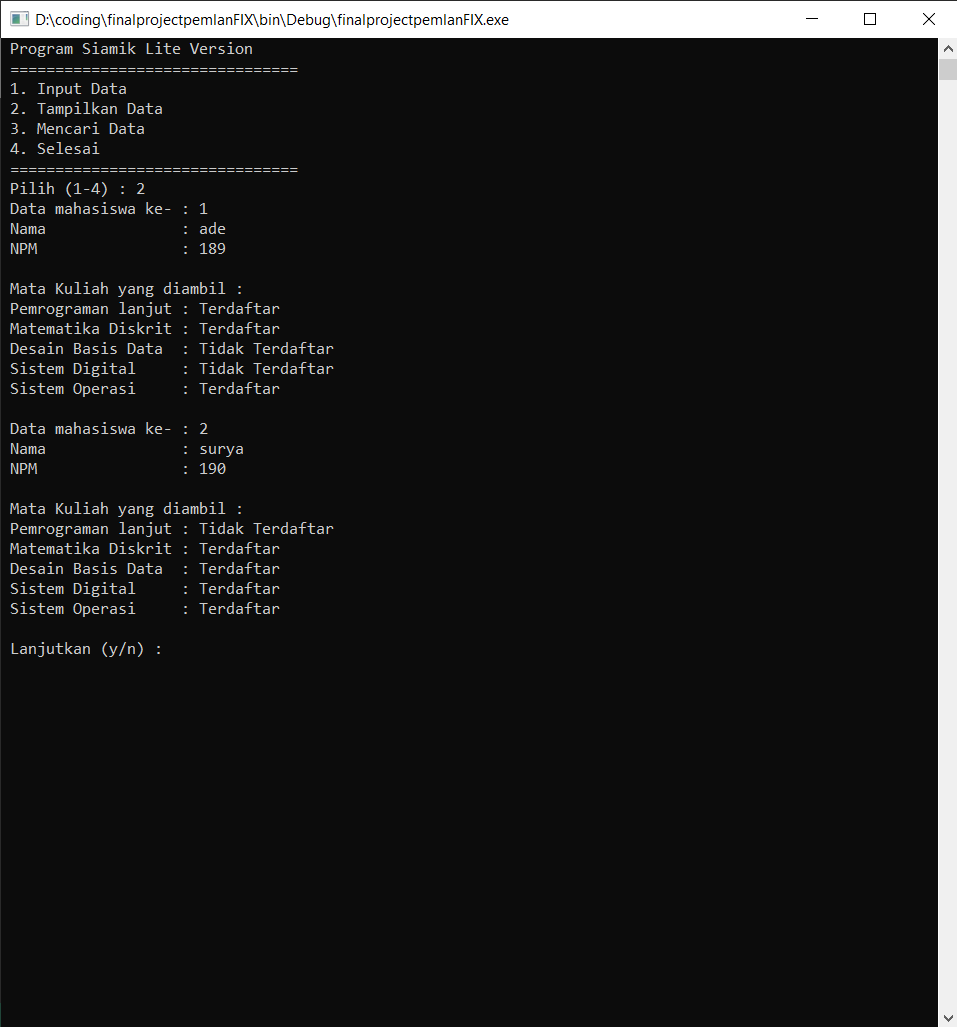 D:\coding\finalprojectpemlanFIX\bin\Debug\finalprojectpemlanFIX.exe
Program Siamik Lite Version
================================
1. Input Data
2. Tampilkan Data
3. Mencari Data
4. Selesai
================================
Pilih (1-4) : 2
Data mahasiswa ke- : 1
Nama               : ade
NPM                : 189

Mata Kuliah yang diambil :
Pemrograman lanjut : Terdaftar
Matematika Diskrit : Terdaftar
Desain Basis Data  : Tidak Terdaftar
Sistem Digital     : Tidak Terdaftar
Sistem Operasi     : Terdaftar

Data mahasiswa ke- : 2
Nama               : surya
NPM                : 190

Mata Kuliah yang diambil :
Pemrograman lanjut : Tidak Terdaftar
Matematika Diskrit : Terdaftar
Desain Basis Data  : Terdaftar
Sistem Digital     : Terdaftar
Sistem Operasi     : Terdaftar

Lanjutkan (y/n) :